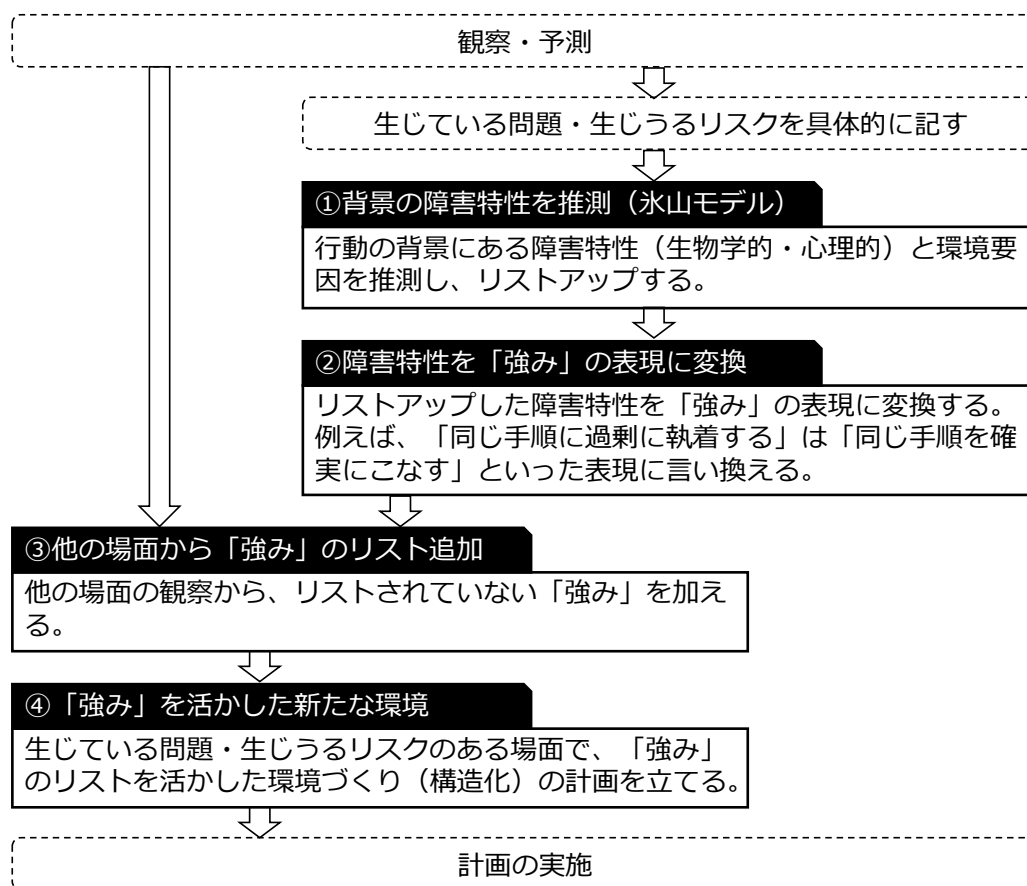 観察・予測
生じている問題・生じうるリスクを具体的に記す
①背景の障害特性を推測（氷山モデル）
行動の背景にある障害特性（生物学的・心理的）と環境要
因を推測し、リストアップする。
②障害特性を「強み」の表現に変換
リストアップした障害特性を「強み」の表現に変換する。
例えば、「同じ手順に過剰に執着する」は「同じ手順を確
実にこなす」といった表現に言い換える。
③他の場面から「強み」のリスト追加
他の場面の観察から、リストされていない「強み」を加え
る。
④「強み」を活かした新たな環境
生じている問題・生じうるリスクのある場面で、「強み」
のリストを活かした環境づくり（構造化）の計画を立てる。
計画の実施